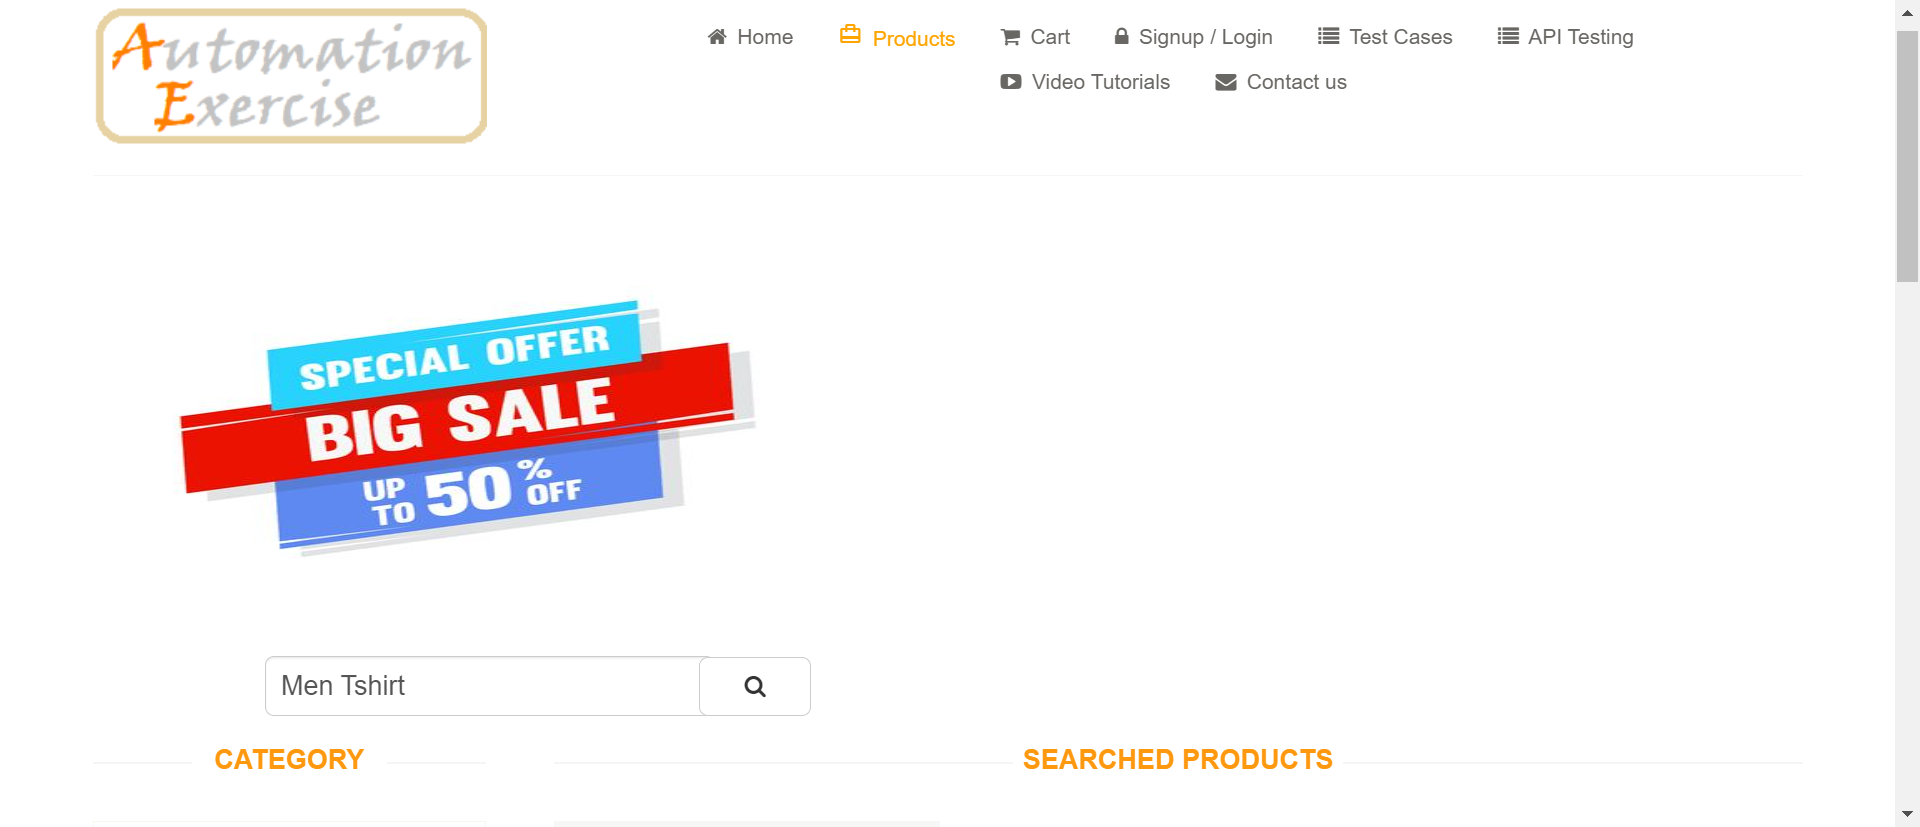 Automation
Exercise
Home Products Cart Signup / Login Test Cases API Testing
Video Tutorials Contact us
SPECIAL OFFER
BIG SALE
UP TO 50% OFF
Men Tshirt
CATEGORY SEARCHED PRODUCTS